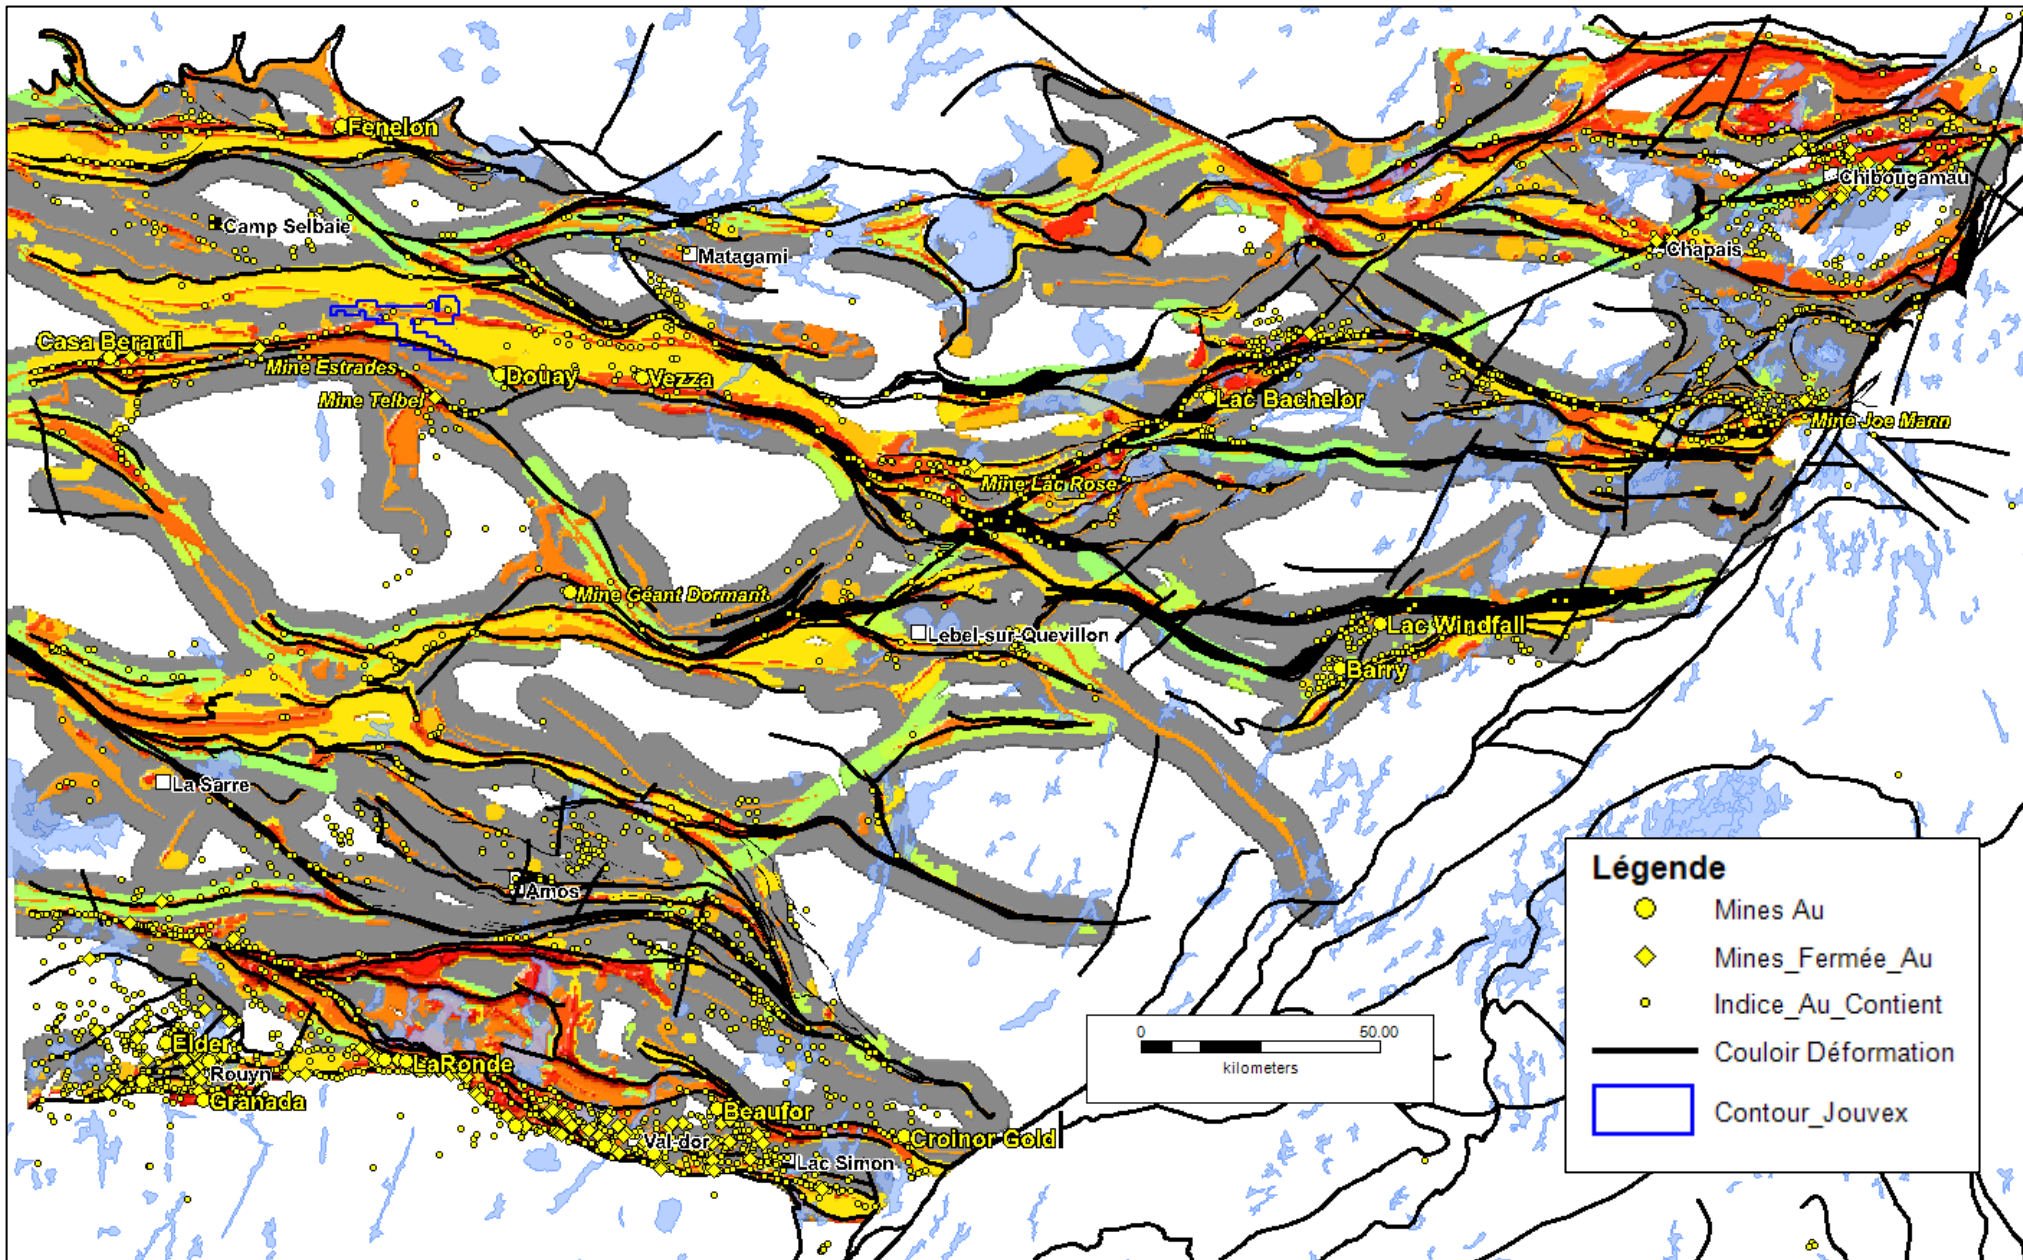 Fenelon
Chibougamau
Camp Selbaie
Matagami
Chapais
Casa Berardi
Mine Estrades
Douay
Vezza
Mine Telbel
Lac Bachelor
Mine Joe Mann
Mine Lac Rose
Mine Géant Dormant
Lebel-sur-Quevillon
Lac Windfall
Barry
La Sarre
Amos
Elder
LaRonde
Rouyn
Granada
Beaufor
Croinor Gold
Val-dor
Lac Simon
0 50.00
kilometers
Légende
Mines Au
Mines_Fermée_Au
Indice_Au_Contient
Couloir Déformation
Contour_Jouvex